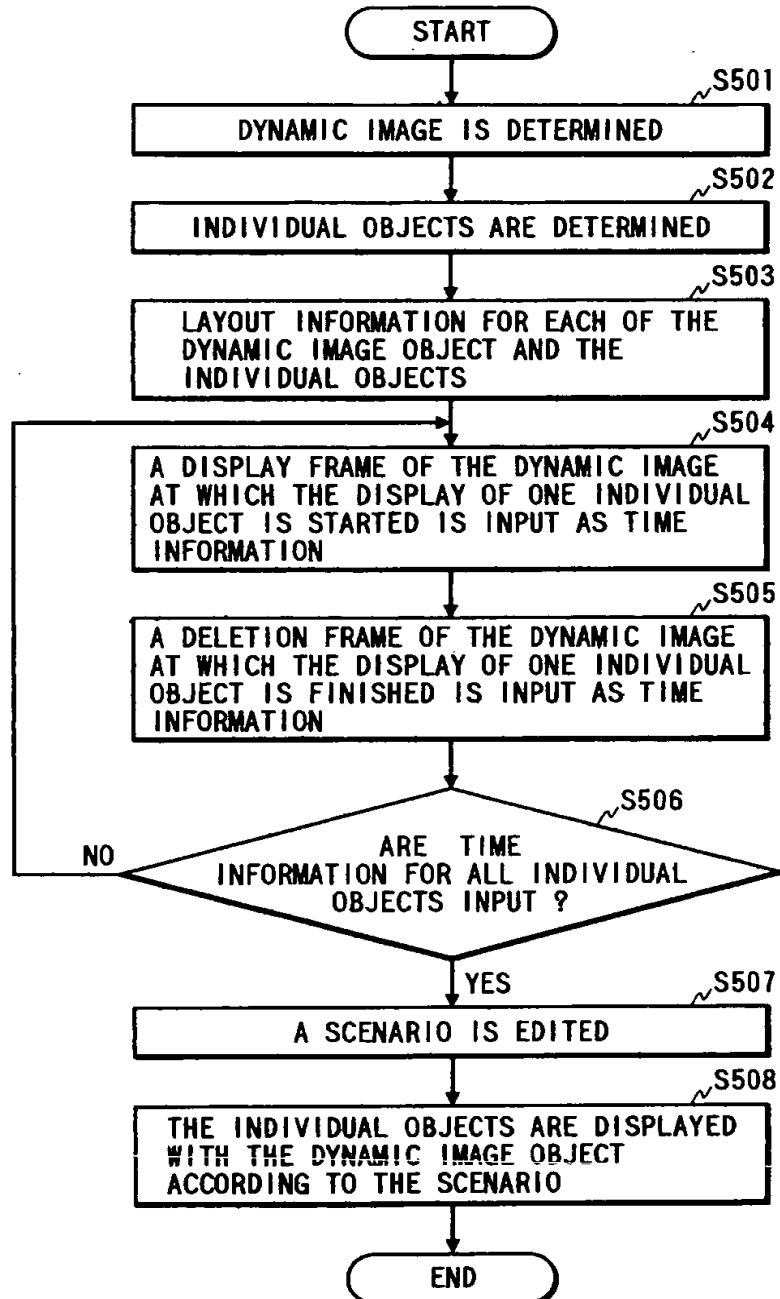 START
S501
DYNAMIC IMAGE IS DETERMINED
S502
INDIVIDUAL OBJECTS ARE DETERMINED
S503
LAYOUT INFORMATION FOR EACH OF THE
DYNAMIC IMAGE OBJECT AND THE
INDIVIDUAL OBJECTS
S504
A DISPLAY FRAME OF THE DYNAMIC IMAGE
AT WHICH THE DISPLAY OF ONE INDIVIDUAL
OBJECT IS STARTED IS INPUT AS TIME
INFORMATION
S505
A DELETION FRAME OF THE DYNAMIC IMAGE
AT WHICH THE DISPLAY OF ONE INDIVIDUAL
OBJECT IS FINISHED IS INPUT AS TIME
INFORMATION
S506
NO
ARE TIME
INFORMATION FOR ALL INDIVIDUAL
OBJECTS INPUT ?
YES
S507
A SCENARIO IS EDITED
S508
THE INDIVIDUAL OBJECTS ARE DISPLAYED
WITH THE DYNAMIC IMAGE OBJECT
ACCORDING TO THE SCENARIO
END